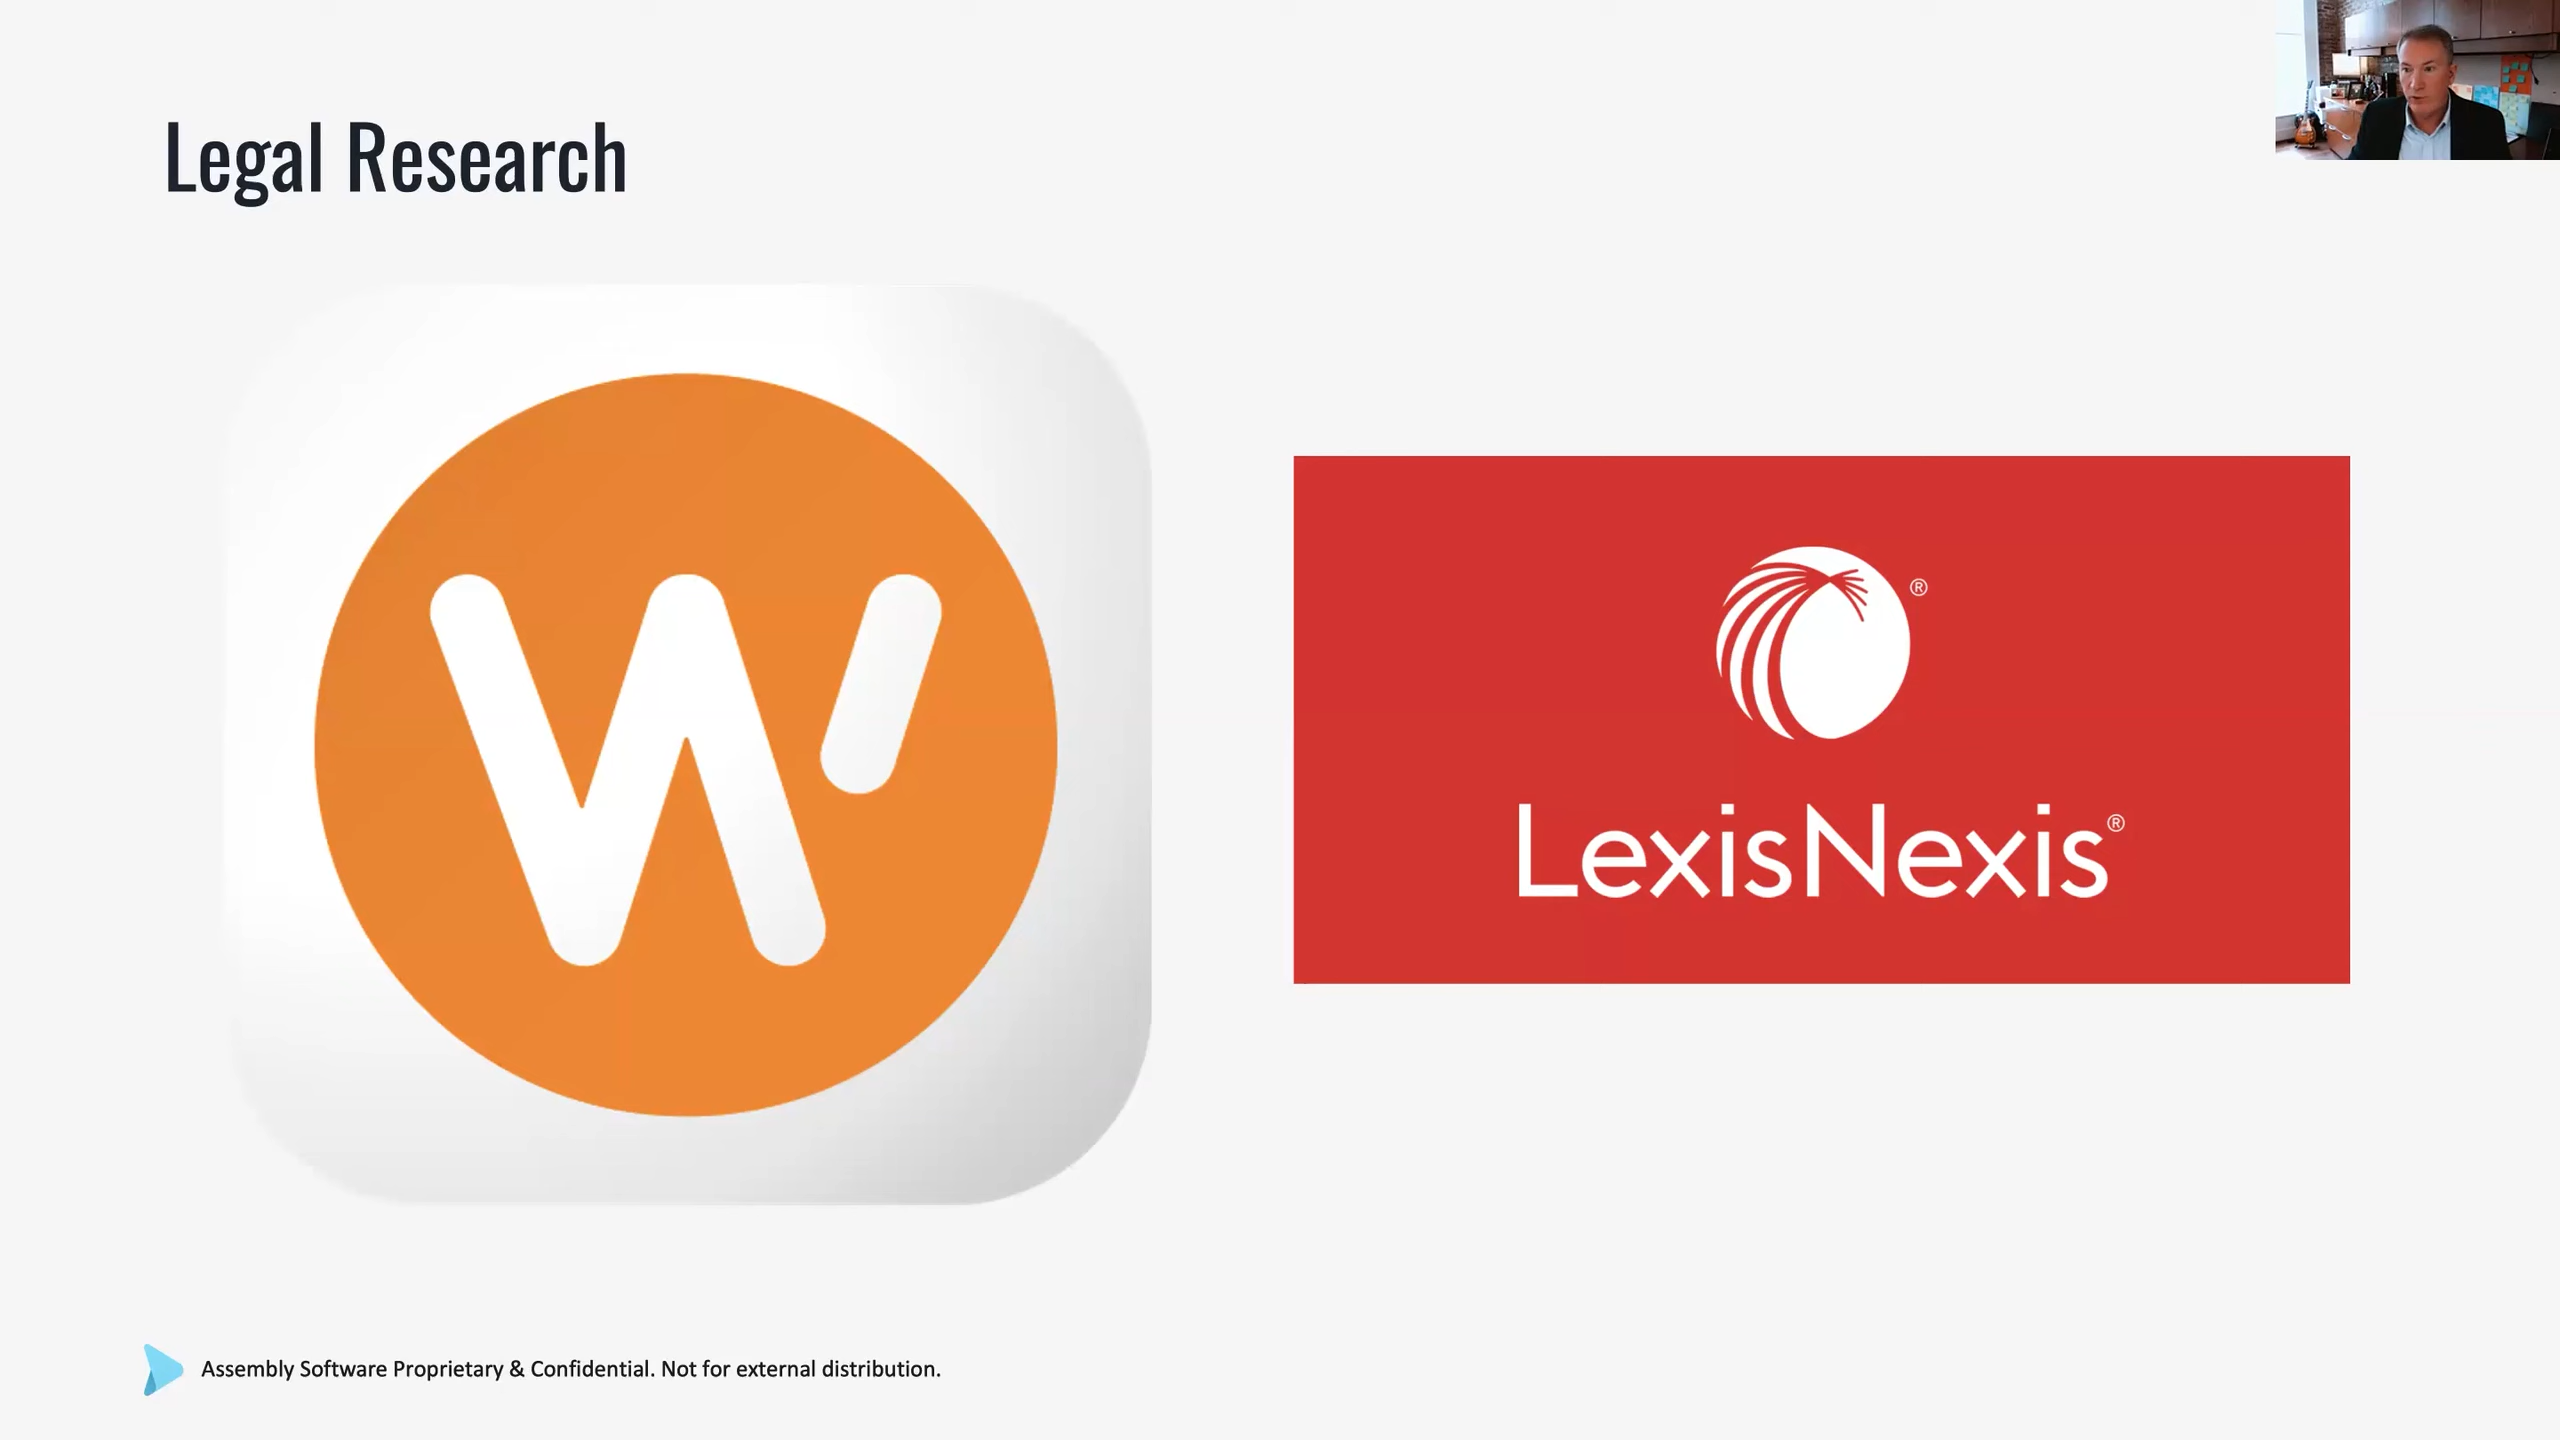 Legal Research
W'
®
LexisNexis®
Assembly Software Proprietary & Confidential. Not for external distribution.